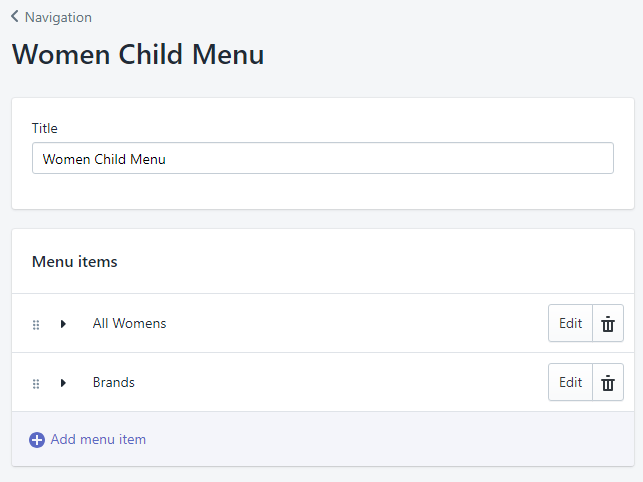 Navigation
Women Child Menu
Title
Women Child Menu
Menu items
All Womens Edit
Brands Edit
Add menu item